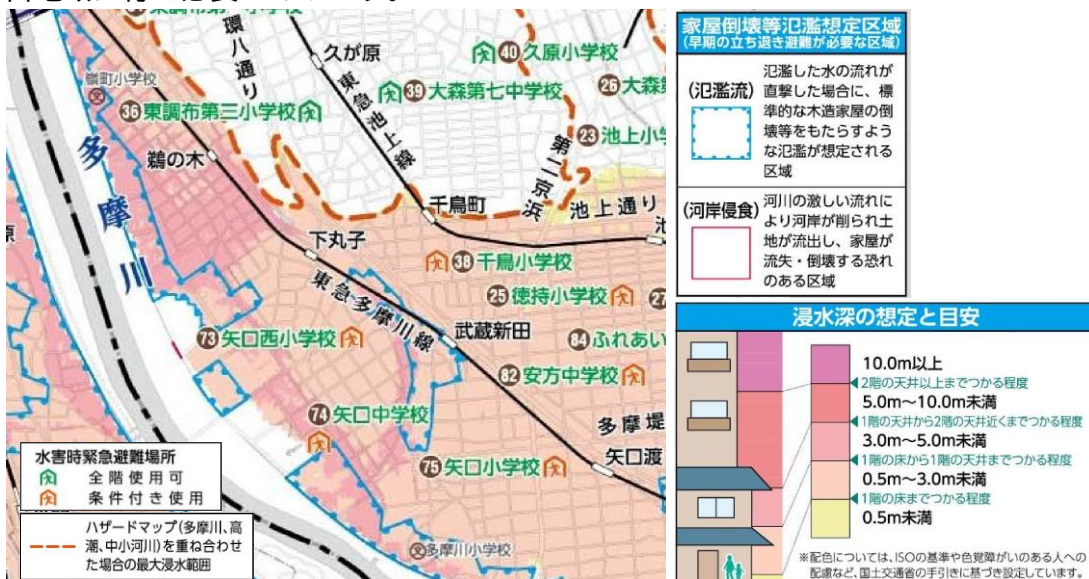 東調布第一小学校
嶺町小学校
36 東調布第三小学校
環八通り
久が原
東急池上線
40 久原小学校
39 大森第七中学校
26 大森第
23 池上小学
第二京浜
鵜の木
多摩川
千鳥町
池上通り
池
下丸子
38 千鳥小学校
25 徳持小学校
27
東急多摩川線
武蔵新田
73 矢口西小学校
84 ふれあい
82 安方中学校
74 矢口中学校
多摩堤
75 矢口小学校
矢口渡
多摩川小学校
水害時緊急避難場所
全階使用可
条件付き使用
ハザードマップ(多摩川、高
潮、中小河川)を重ね合わせ
た場合の最大浸水範囲
家屋倒壊等氾濫想定区域
(早期の立ち退き避難が必要な区域)
(氾濫流)
氾濫した水の流れが
直撃した場合に、標
準的な木造家屋の倒
壊等をもたらすよう
な氾濫が想定される
区域
(河岸侵食)
河川の激しい流れに
より河岸が削られ土
地が流出し、家屋が
流失・倒壊する恐れ
のある区域
浸水深の想定と目安
10.0m以上
2階の天井以上までつかる程度
5.0m〜10.0m未満
1階の天井から2階の天井近くまでつかる程度
3.0m〜5.0m未満
1階の床から1階の天井までつかる程度
0.5m〜3.0m未満
1階の床までつかる程度
0.5m未満
※配色については、ISOの基準や色覚障がいのある人への
配慮など、国土交通省の手引きに基づき設定しています。